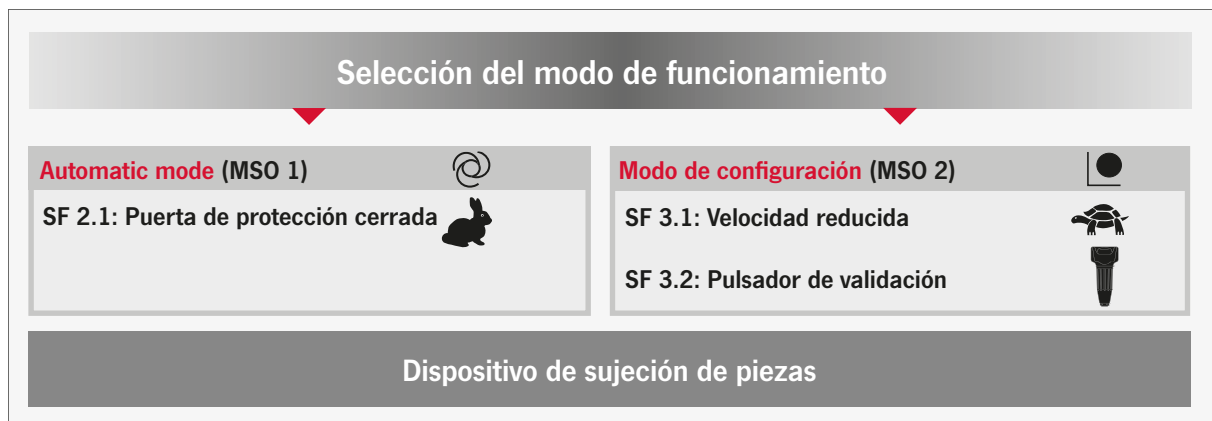 Selección del modo de funcionamiento
Automatic mode (MSO 1)
SF 2.1: Puerta de protección cerrada
Modo de configuración (MSO 2)
SF 3.1: Velocidad reducida
SF 3.2: Pulsador de validación
Dispositivo de sujeción de piezas